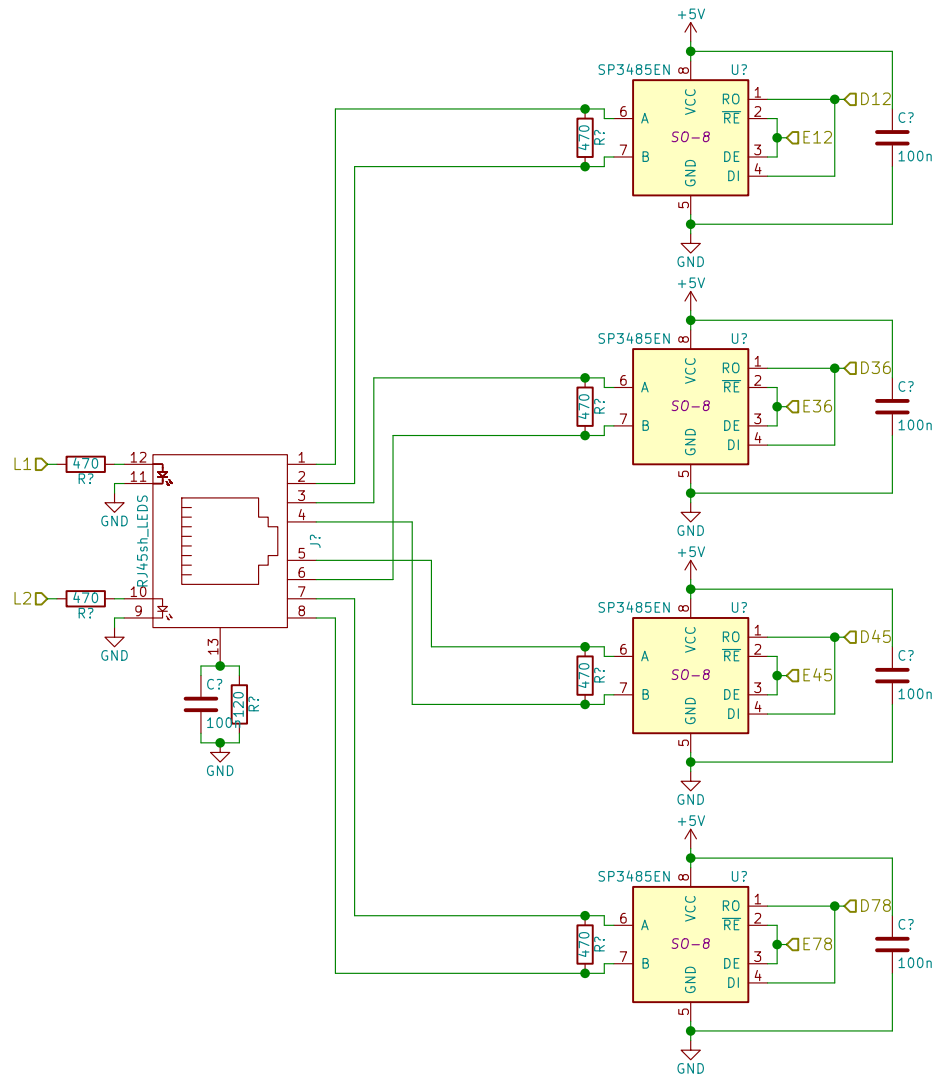 +5V
SP3485EN
U?
8
VCC
RO
1
D12
6
A
RE
2
C?
470
R?
SO-8
E12
7
B
DE
3
100n
GND
DI
4
5
GND
+5V
SP3485EN
U?
8
VCC
RO
1
D36
6
A
RE
2
C?
470
R?
SO-8
E36
7
B
DE
3
100n
GND
DI
4
5
GND
L1
470
R?
12
11
GND
RJ45sh_LEDS
L2
470
R?
10
9
GND
1
2
3
4
J?
5
6
7
8
13
C?
100n
120
R?
GND
+5V
SP3485EN
U?
8
VCC
RO
1
D45
6
A
RE
2
C?
470
R?
SO-8
E45
7
B
DE
3
100n
GND
DI
4
5
GND
+5V
SP3485EN
U?
8
VCC
RO
1
D78
6
A
RE
2
C?
470
R?
SO-8
E78
7
B
DE
3
100n
GND
DI
4
5
GND